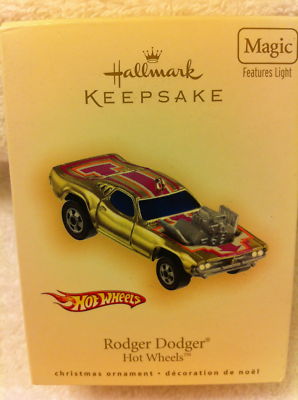 Magic
Features Light
Hallmark
KEEPSAKE
HOT WHEELS
Rodger Dodger®
Hot Wheels™
christmas ornament • décoration de noël